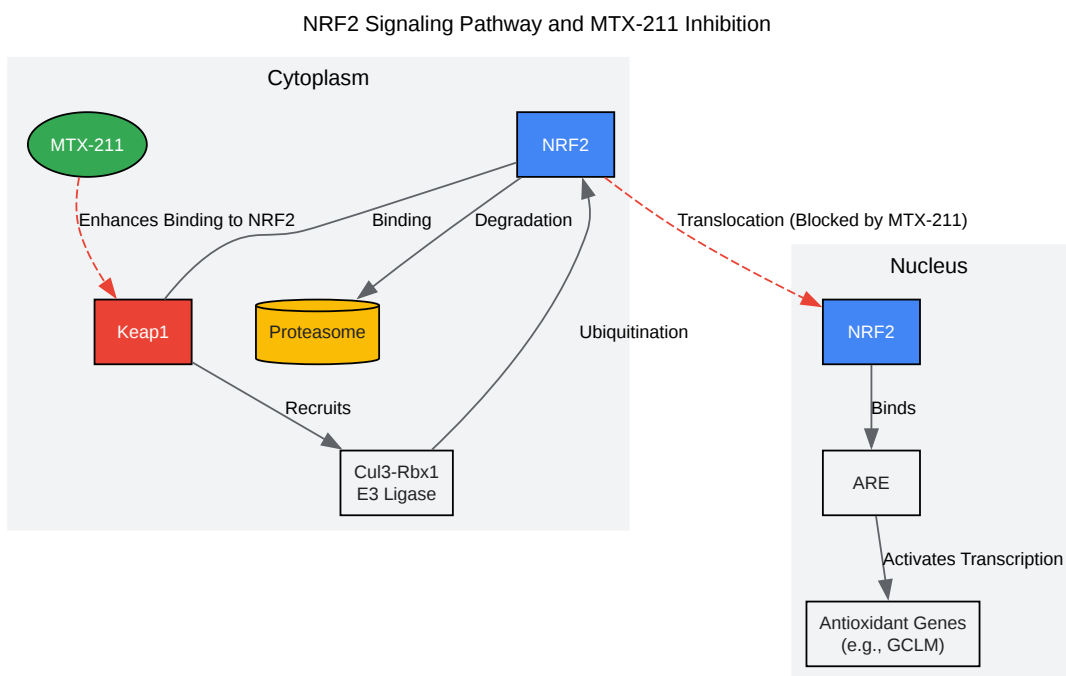 NRF2 Signaling Pathway and MTX-211 Inhibition
Cytoplasm
MTX-211
NRF2
Enhances Binding to NRF2
Binding
Degradation
Translocation (Blocked by MTX-211)
Nucleus
Keap1
Proteasome
Ubiquitination
NRF2
Recruits
Binds
Cul3-Rbx1
E3 Ligase
ARE
Activates Transcription
Antioxidant Genes
(e.g., GCLM)